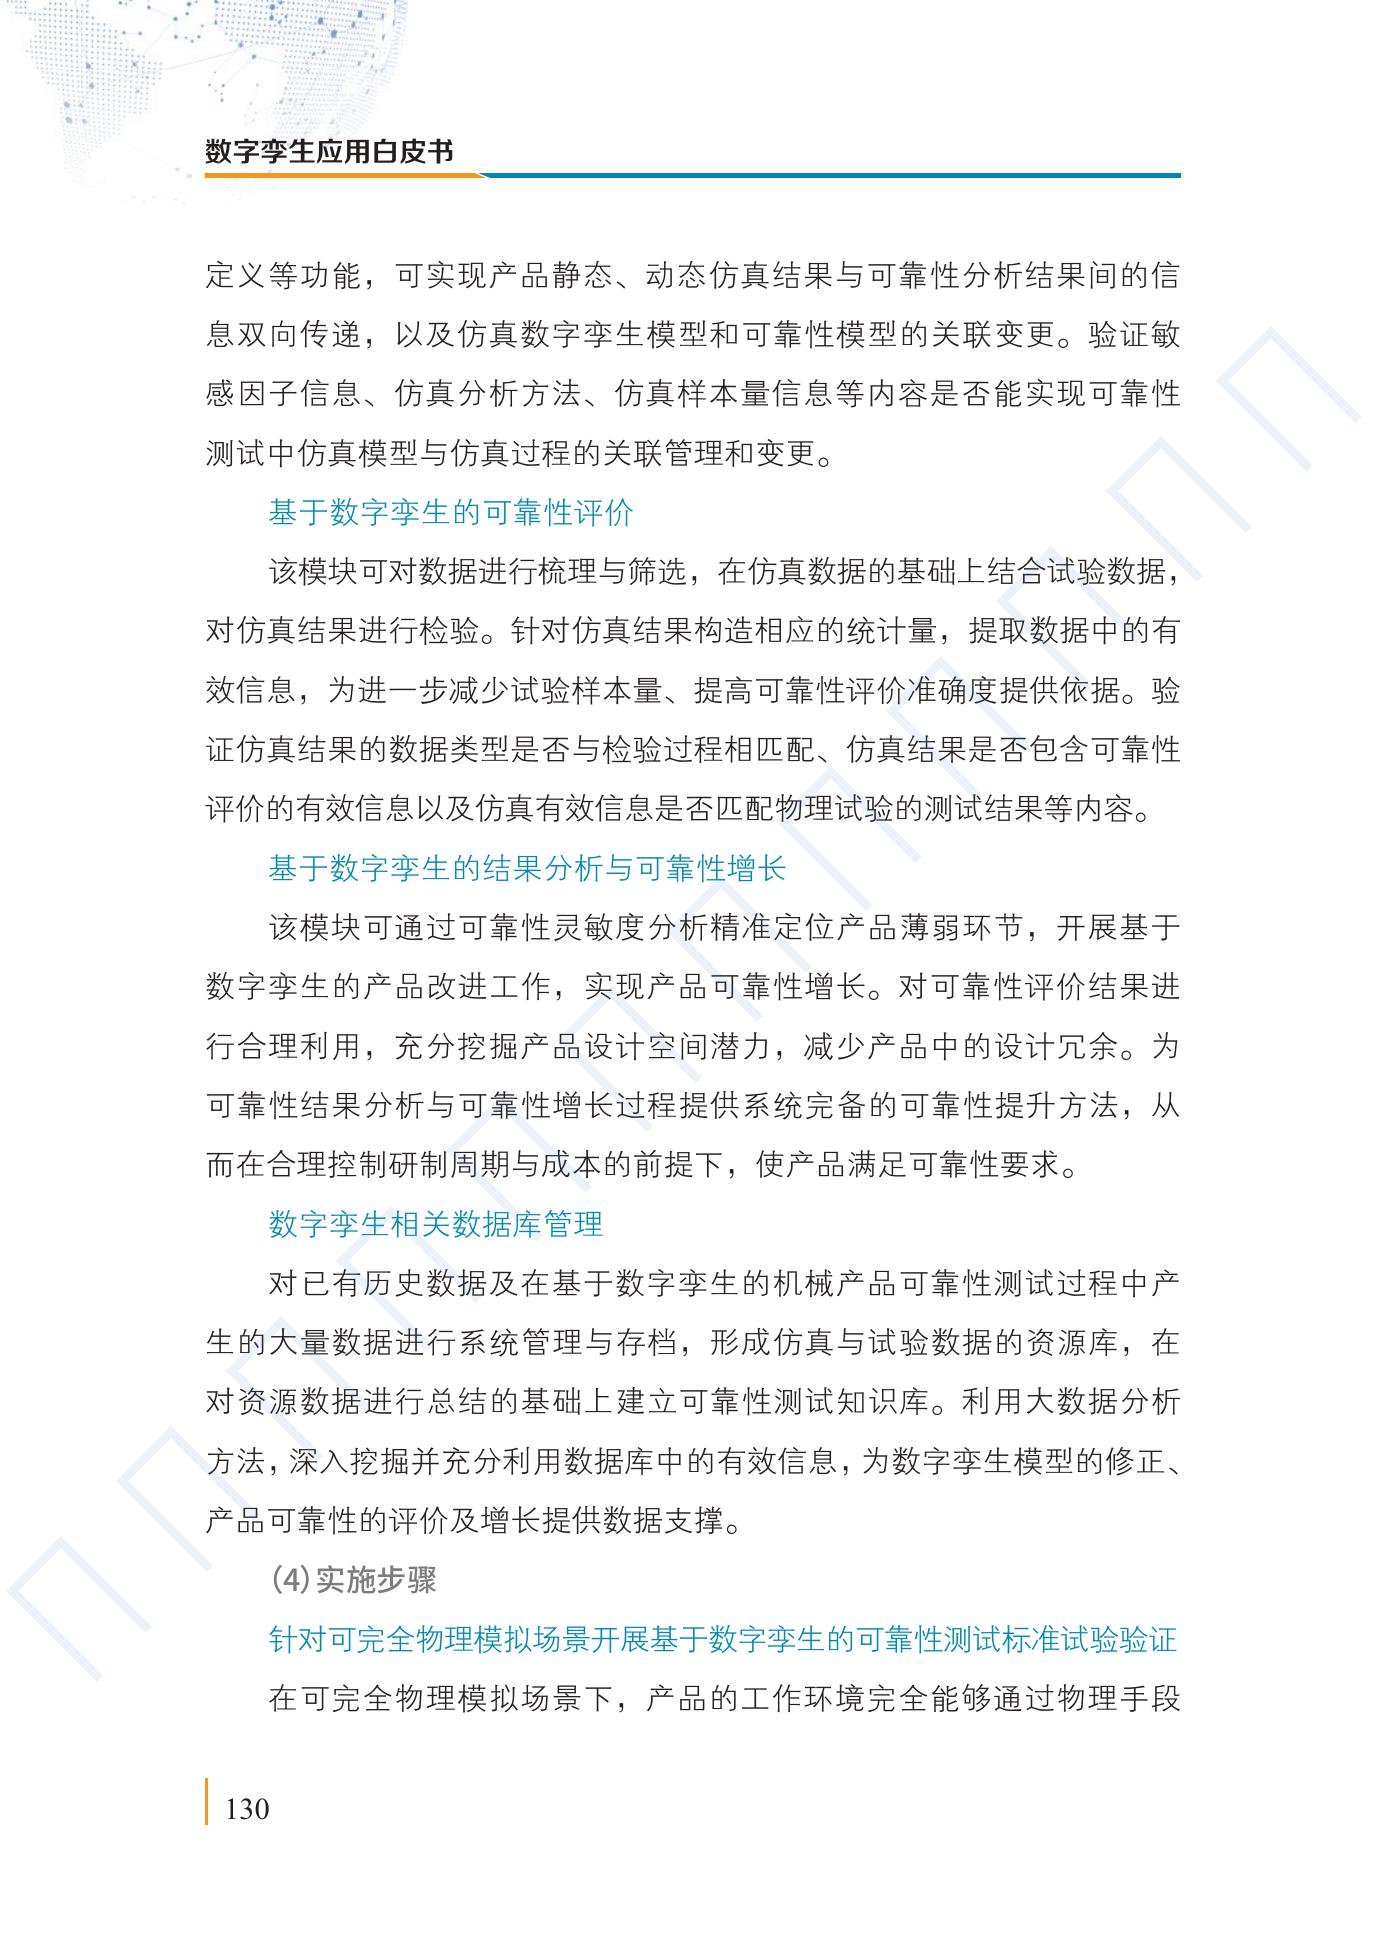 数字孪生应用白皮书
定义等功能，可实现产品静态、动态仿真结果与可靠性分析结果间的信
息双向传递，以及仿真数字孪生模型和可靠性模型的关联变更。验证敏
感因子信息、仿真分析方法、仿真样本量信息等内容是否能实现可靠性
测试中仿真模型与仿真过程的关联管理和变更。
基于数字孪生的可靠性评价
该模块可对数据进行梳理与筛选，在仿真数据的基础上结合试验数据，
对仿真结果进行检验。针对仿真结果构造相应的统计量，提取数据中的有
效信息，为进一步减少试验样本量、提高可靠性评价准确度提供依据。验
证仿真结果的数据类型是否与检验过程相匹配、仿真结果是否包含可靠性
评价的有效信息以及仿真有效信息是否匹配物理试验的测试结果等内容。
基于数字孪生的结果分析与可靠性增长
该模块可通过可靠性灵敏度分析精准定位产品薄弱环节，开展基于
数字孪生的产品改进工作，实现产品可靠性增长。对可靠性评价结果进
行合理利用，充分挖掘产品设计空间潜力，减少产品中的设计冗余。为
可靠性结果分析与可靠性增长过程提供系统完备的可靠性提升方法，从
而在合理控制研制周期与成本的前提下，使产品满足可靠性要求。
数字孪生相关数据库管理
对已有历史数据及在基于数字孪生的机械产品可靠性测试过程中产
生的大量数据进行系统管理与存档，形成仿真与试验数据的资源库，在
对资源数据进行总结的基础上建立可靠性测试知识库。利用大数据分析
方法，深入挖掘并充分利用数据库中的有效信息，为数字孪生模型的修正、
产品可靠性的评价及增长提供数据支撑。
（4）实施步骤
针对可完全物理模拟场景开展基于数字孪生的可靠性测试标准试验验证
在可完全物理模拟场景下，产品的工作环境完全能够通过物理手段
130